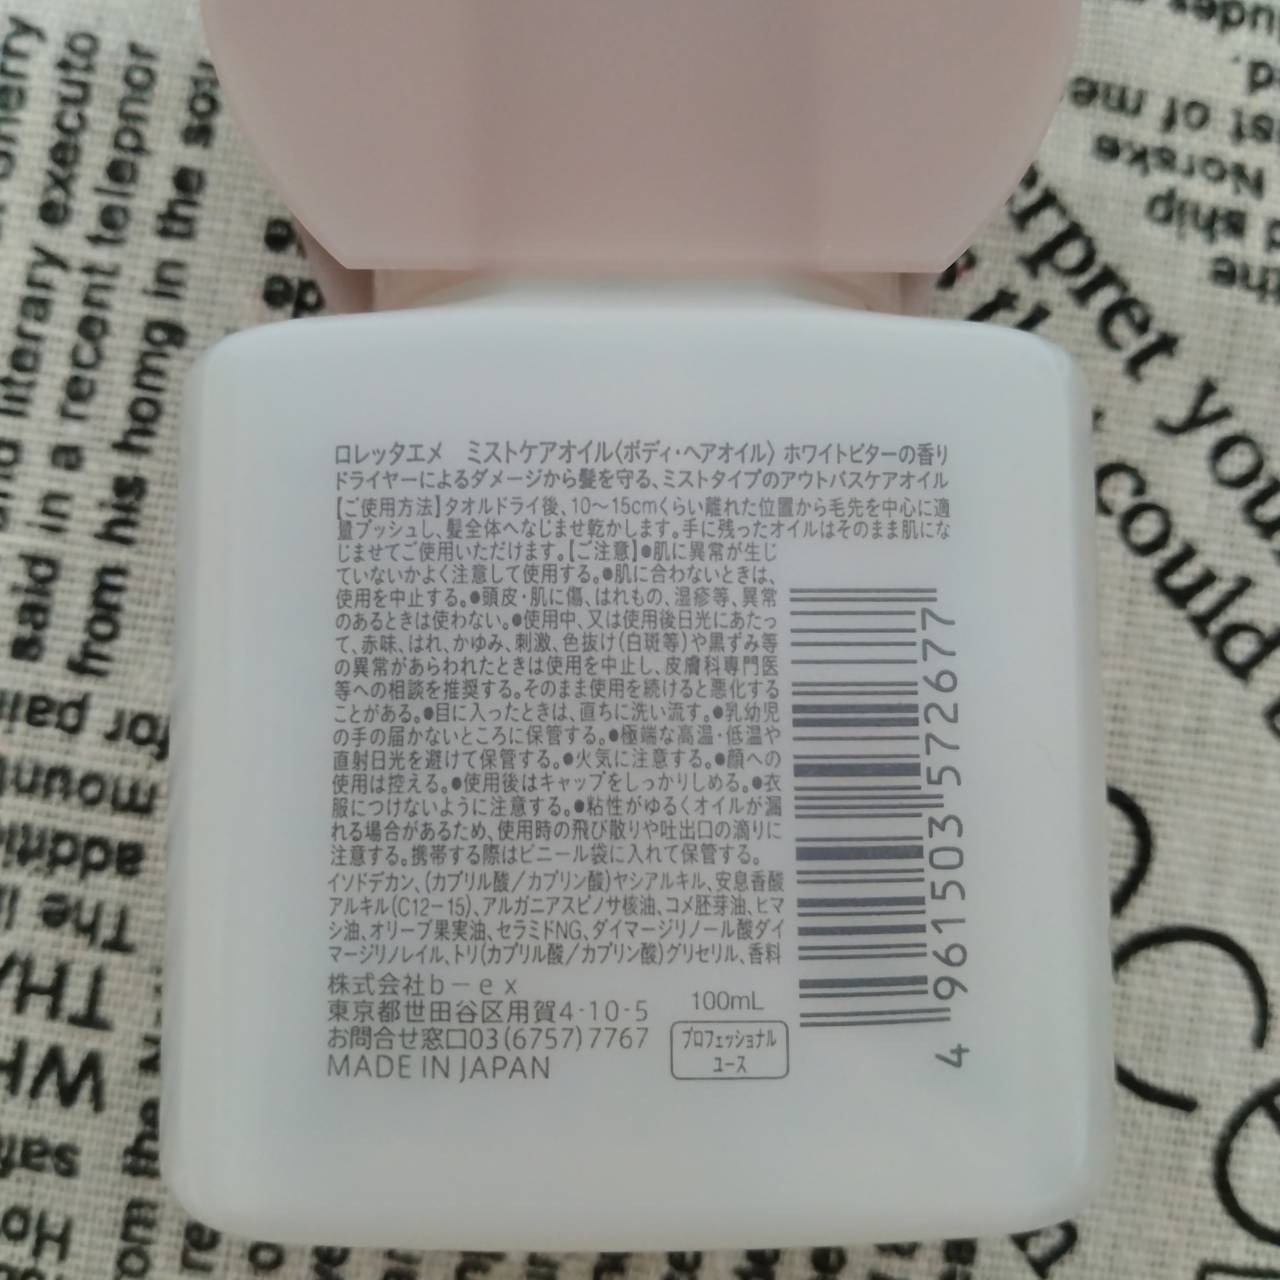 ロレッタエメ　ミストケアオイル〈ボディ・ヘアオイル〉 ホワイトビターの香り
ドライヤーによるダメージから髪を守る、ミストタイプのアウトバスケアオイル
【ご使用方法】タオルドライ後、10〜15cmくらい離れた位置から毛先を中心に適
量プッシュし、髪全体へなじませ乾かします。手に残ったオイルはそのまま肌にな
じませてご使用いただけます。【ご注意】●肌に異常が生じ
ていないかよく注意して使用する。●肌に合わないときは、
使用を中止する。●頭皮・肌に傷、はれもの、湿疹等、異常
のあるときは使わない。●使用中、又は使用後日光にあたっ
て、赤味、はれ、かゆみ、刺激、色抜け(白斑等)や黒ずみ等
の異常があらわれたときは使用を中止し、皮膚科専門医
等への相談を推奨する。そのまま使用を続けると悪化する
ことがある。●目に入ったときは、直ちに洗い流す。●乳幼児
の手の届かないところに保管する。●極端な高温・低温や
直射日光を避けて保管する。●火気に注意する。●顔への
使用は控える。●使用後はキャップをしっかりしめる。●衣
服につけないように注意する。●粘性がゆるくオイルが漏
れる場合があるため、使用時の飛び散りや吐出口の滴りに
注意する。携帯する際はビニール袋に入れて保管する。
イソドデカン、(カプリル酸／カプリン酸)ヤシアルキル、安息香酸
アルキル(C12－15)、アルガニアスピノサ核油、コメ胚芽油、ヒマ
シ油、オリーブ果実油、セラミドNG、ダイマージリノール酸ダイ
マージリノレイル、トリ(カプリル酸／カプリン酸)グリセリル、香料
株式会社ｂ－ｅｘ
東京都世田谷区用賀4-10-5
お問合せ窓口03(6757)7767
MADE IN JAPAN
100mL
プロフェッショナル
ユース
4 961503 572677
and literary executo
said in a recent telepnor
from his homg in the sou
erpret you
could